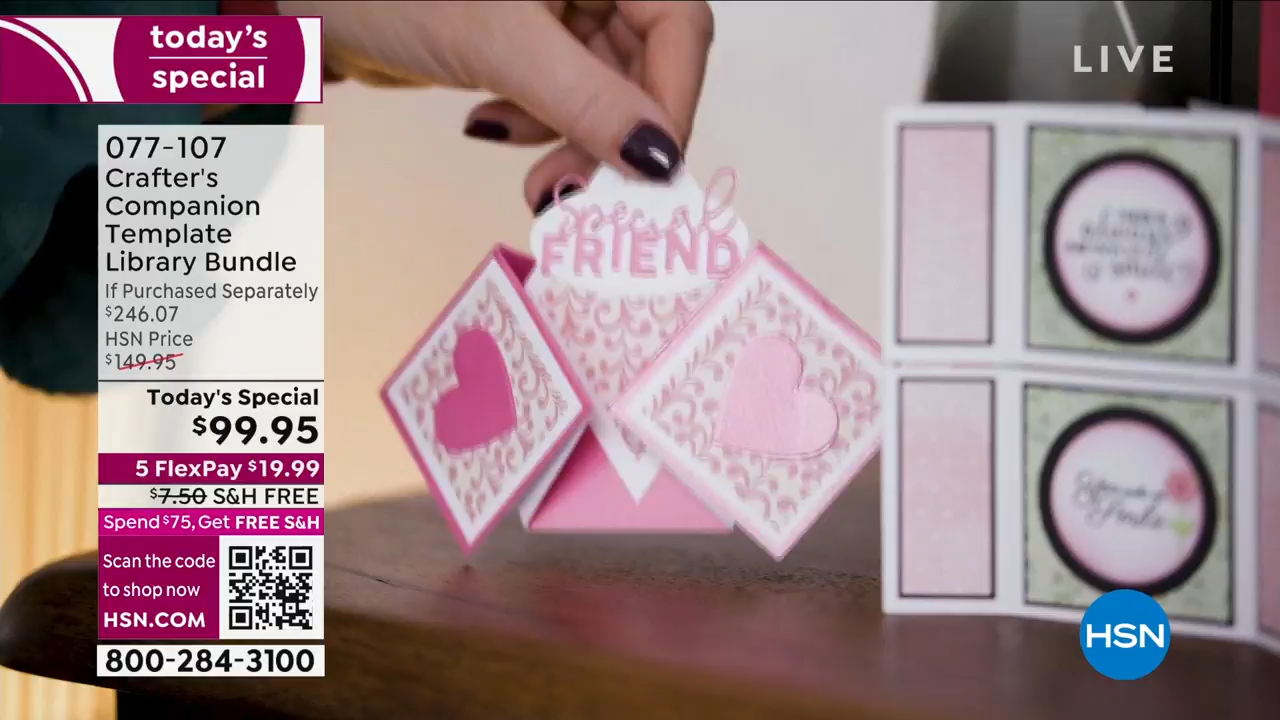 today's
special
LIVE
077-107
Crafter's
Companion
Template
Library Bundle
If Purchased Separately
$246.07
HSN Price
$149.95
Today's Special
$99.95
5 FlexPay $19.99
$7.50 S&H FREE
Spend $75, Get FREE S&H
Scan the code
to shop now
HSN.COM
800-284-3100
Special
FRIEND
HSN